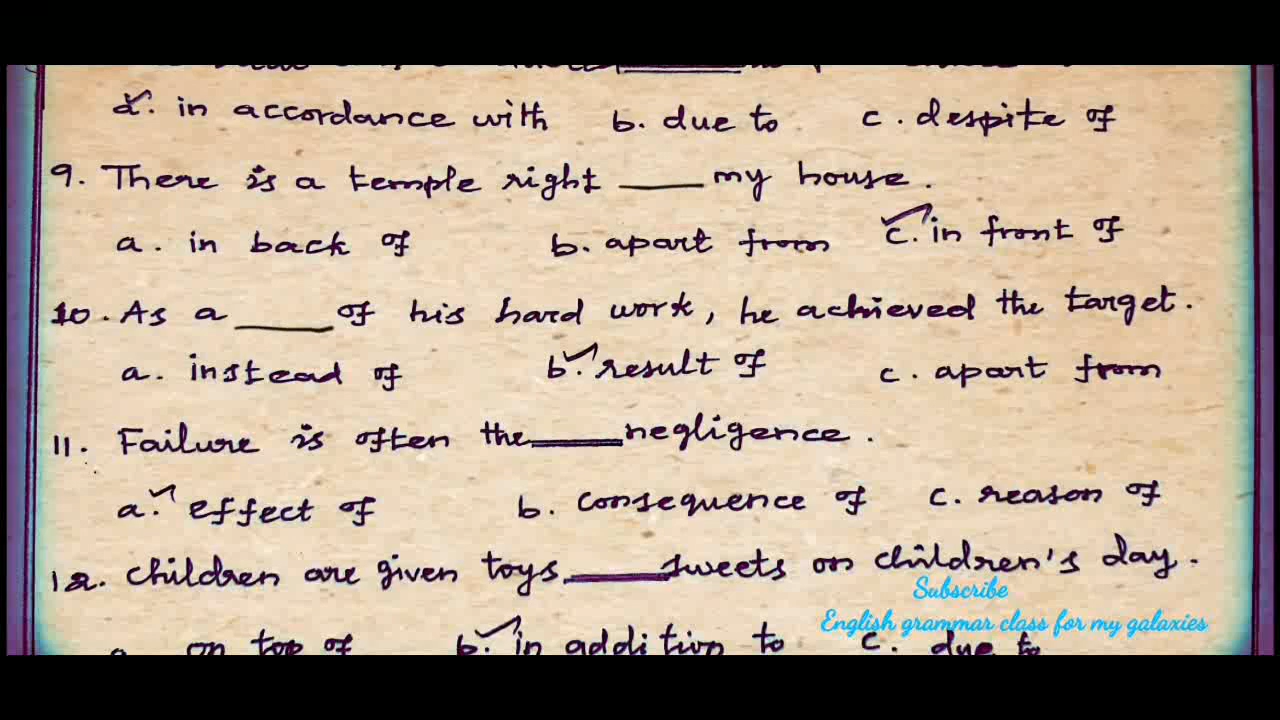 a. in accordance with b. due to c. despite of
9. There is a temple right ____ my house.
a. in back of b. apart from c. in front of
10. As a ____ of his hard work, he achieved the target.
a. instead of b. result of c. apart from
11. Failure is often the ____ negligence.
a. effect of b. consequence of c. reason of
12. Children are given toys ____ sweets on children's day.
Subscribe
English grammar class for my galaxies
a. on top of b. in addition to c. due to